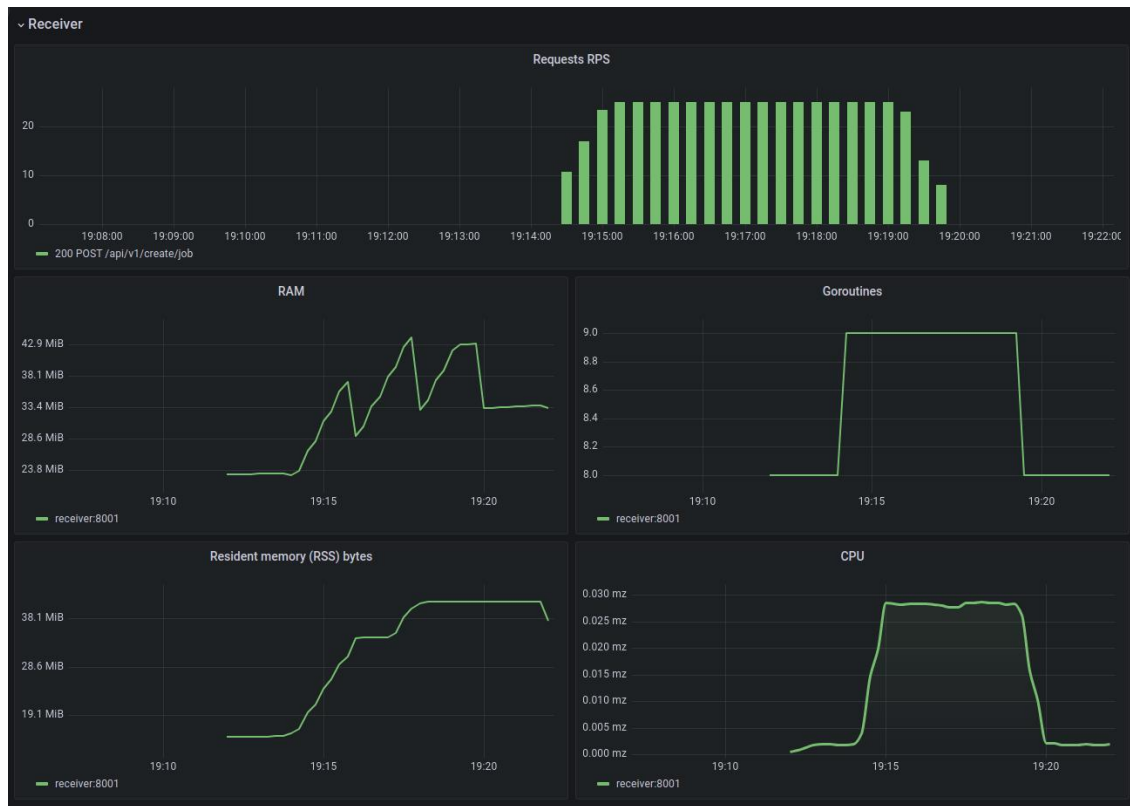 Receiver
Requests RPS
20
10
0
19:08:00 19:09:00 19:10:00 19:11:00 19:12:00 19:13:00 19:14:00 19:15:00 19:16:00 19:17:00 19:18:00 19:19:00 19:20:00 19:21:00 19:22:00
200 POST /api/v1/create/job
RAM
42.9 MiB
38.1 MiB
33.4 MiB
28.6 MiB
23.8 MiB
19:10 19:15 19:20
receiver:8001
Goroutines
9.0
8.8
8.6
8.4
8.2
8.0
19:10 19:15 19:20
receiver:8001
Resident memory (RSS) bytes
38.1 MiB
28.6 MiB
19.1 MiB
19:10 19:15 19:20
receiver:8001
CPU
0.030 mz
0.025 mz
0.020 mz
0.015 mz
0.010 mz
0.005 mz
0.000 mz
19:10 19:15 19:20
receiver:8001